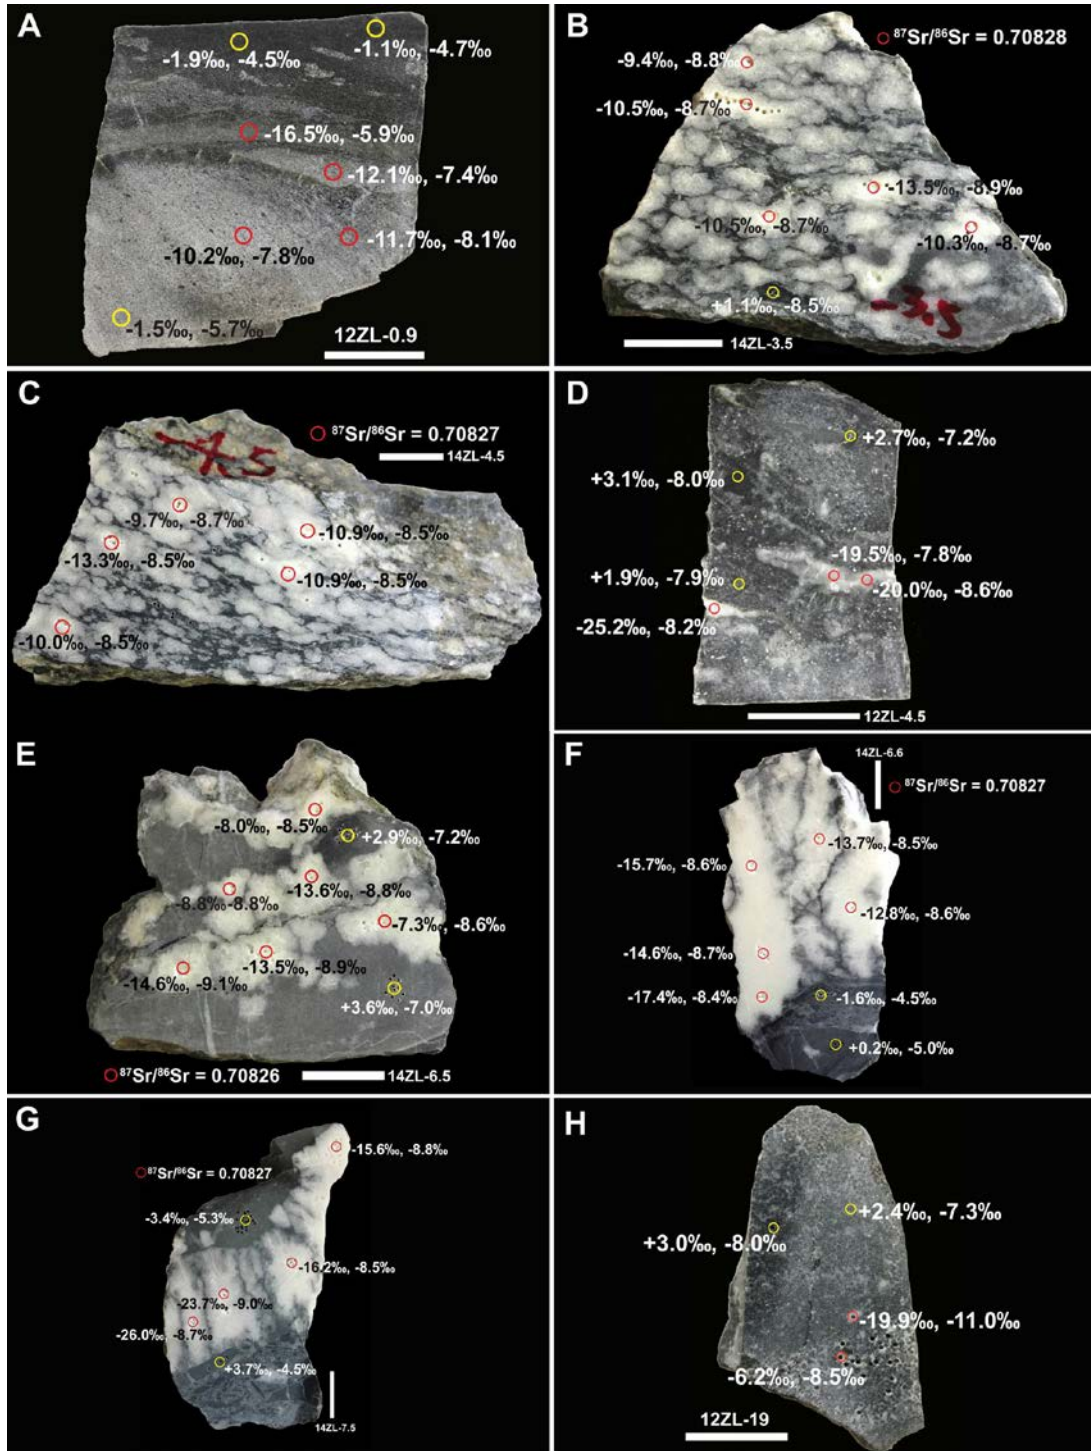 A
-1.9‰, -4.5‰
-1.1‰, -4.7‰
-16.5‰, -5.9‰
-12.1‰, -7.4‰
-11.7‰, -8.1‰
-10.2‰, -7.8‰
-1.5‰, -5.7‰
12ZL-0.9
B
⁸⁷Sr/⁸⁶Sr = 0.70828
-9.4‰, -8.8‰
-10.5‰, -8.7‰
-13.5‰, -8.9‰
-10.5‰, -8.7‰
-10.3‰, -8.7‰
+1.1‰, -8.5‰
-3.5
14ZL-3.5
C
-4.5
⁸⁷Sr/⁸⁶Sr = 0.70827
14ZL-4.5
-9.7‰, -8.7‰
-10.9‰, -8.5‰
-13.3‰, -8.5‰
-10.9‰, -8.5‰
-10.0‰, -8.5‰
D
+2.7‰, -7.2‰
+3.1‰, -8.0‰
-19.5‰, -7.8‰
+1.9‰, -7.9‰
-20.0‰, -8.6‰
-25.2‰, -8.2‰
12ZL-4.5
E
-8.0‰, -8.5‰
+2.9‰, -7.2‰
-13.6‰, -8.8‰
-8.8‰-8.8‰
-7.3‰, -8.6‰
-13.5‰, -8.9‰
-14.6‰, -9.1‰
+3.6‰, -7.0‰
⁸⁷Sr/⁸⁶Sr = 0.70826
14ZL-6.5
F
14ZL-6.6
⁸⁷Sr/⁸⁶Sr = 0.70827
-13.7‰, -8.5‰
-15.7‰, -8.6‰
-12.8‰, -8.6‰
-14.6‰, -8.7‰
-17.4‰, -8.4‰
-1.6‰, -4.5‰
+0.2‰, -5.0‰
G
-15.6‰, -8.8‰
⁸⁷Sr/⁸⁶Sr = 0.70827
-3.4‰, -5.3‰
-16.2‰, -8.5‰
-23.7‰, -9.0‰
-26.0‰, -8.7‰
+3.7‰, -4.5‰
14ZL-7.5
H
+2.4‰, -7.3‰
+3.0‰, -8.0‰
-19.9‰, -11.0‰
-6.2‰, -8.5‰
12ZL-19